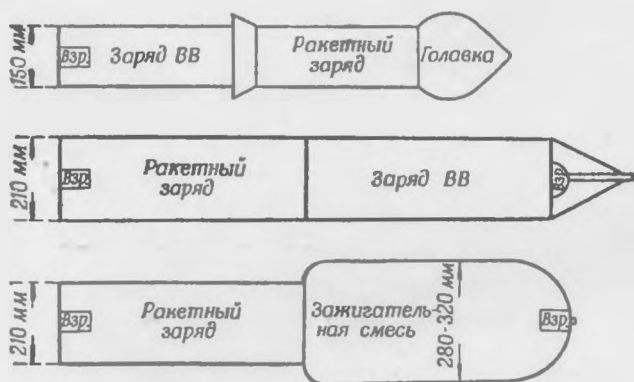 150 мм
Взр.
Заряд ВВ
Ракетный
заряд
Головка
210 мм
Взр.
Ракетный
заряд
Заряд ВВ
Взр
210 мм
Взр.
Ракетный
заряд
Зажигатель-
ная смесь
280-320 мм
Взр.